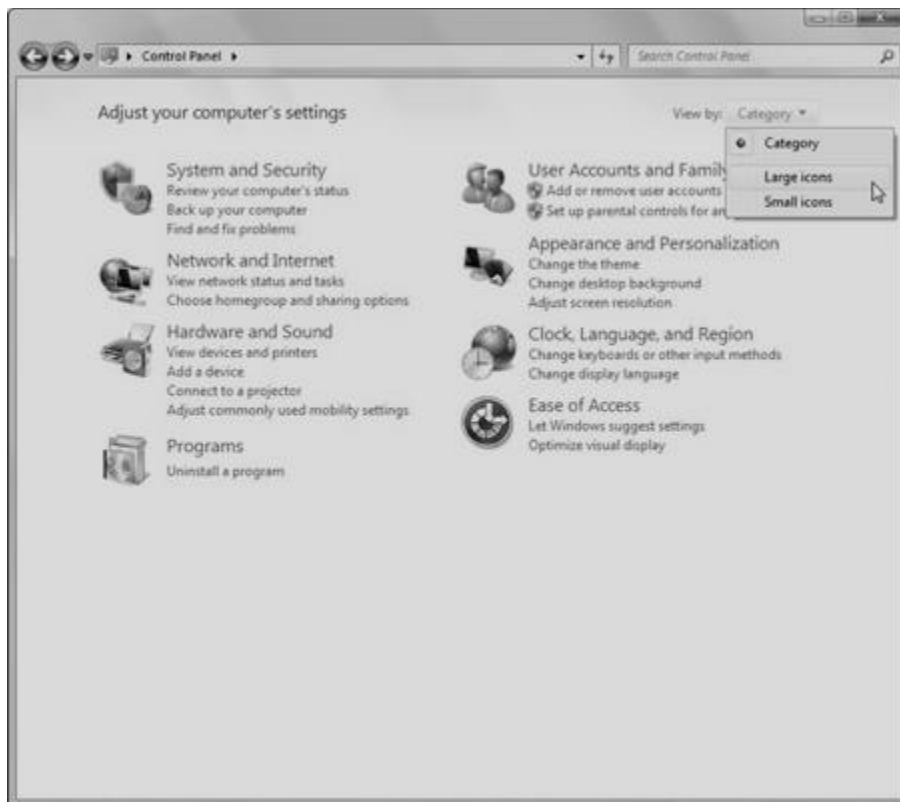 Control Panel
Search Control Panel
Adjust your computer's settings
View by: Category
Category
Large icons
Small icons
System and Security
Review your computer's status
Back up your computer
Find and fix problems
Network and Internet
View network status and tasks
Choose homegroup and sharing options
Hardware and Sound
View devices and printers
Add a device
Connect to a projector
Adjust commonly used mobility settings
Programs
Uninstall a program
User Accounts and Family
Add or remove user accounts
Set up parental controls for
Appearance and Personalization
Change the theme
Change desktop background
Adjust screen resolution
Clock, Language, and Region
Change keyboards or other input methods
Change display language
Ease of Access
Let Windows suggest settings
Optimize visual display